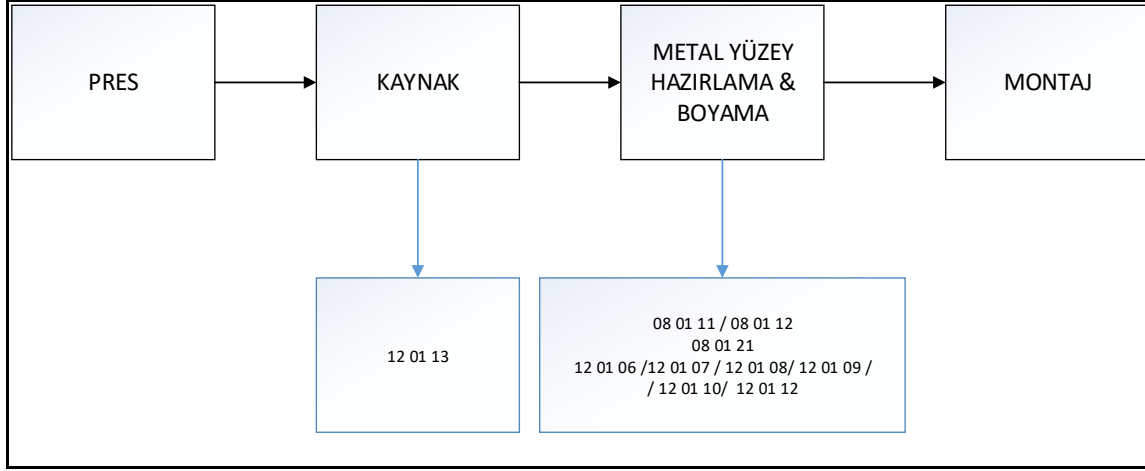 PRES
KAYNAK
METAL YÜZEY
HAZIRLAMA &
BOYAMA
MONTAJ
12 01 13
08 01 11 / 08 01 12
08 01 21
12 01 06 /12 01 07 / 12 01 08/ 12 01 09 /
/ 12 01 10/ 12 01 12